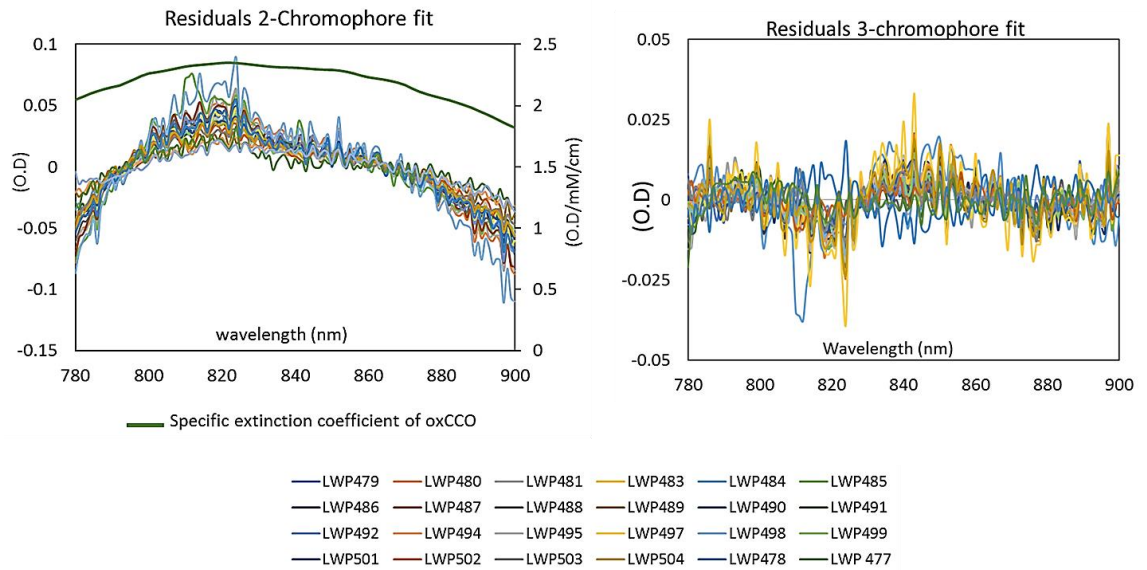 Residuals 2-Chromophore fit
0.1
0.05
0
-0.05
-0.1
-0.15
(O.D)
2.5
2
1.5
1
0.5
0
(O.D/mM/cm)
wavelength (nm)
780 800 820 840 860 880 900
Specific extinction coefficient of oxCCO
Residuals 3-chromophore fit
0.05
0.025
0
-0.025
-0.05
(O.D)
Wavelength (nm)
780 800 820 840 860 880 900
LWP479 LWP480 LWP481 LWP483 LWP484 LWP485
LWP486 LWP487 LWP488 LWP489 LWP490 LWP491
LWP492 LWP494 LWP495 LWP497 LWP498 LWP499
LWP501 LWP502 LWP503 LWP504 LWP478 LWP 477